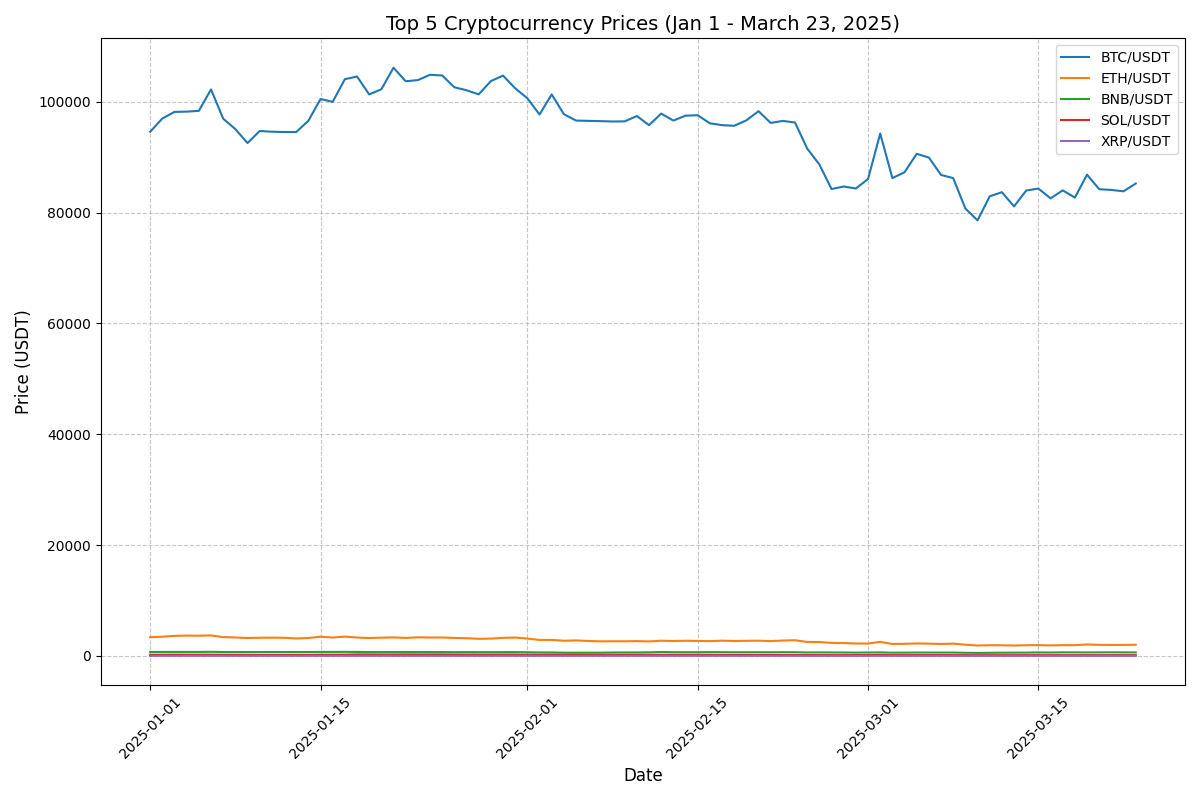 Top 5 Cryptocurrency Prices (Jan 1 - March 23, 2025)
BTC/USDT
ETH/USDT
BNB/USDT
SOL/USDT
XRP/USDT
Price (USDT)
100000
80000
60000
40000
20000
0
2025-01-01
2025-01-15
2025-02-01
2025-02-15
2025-03-01
2025-03-15
Date